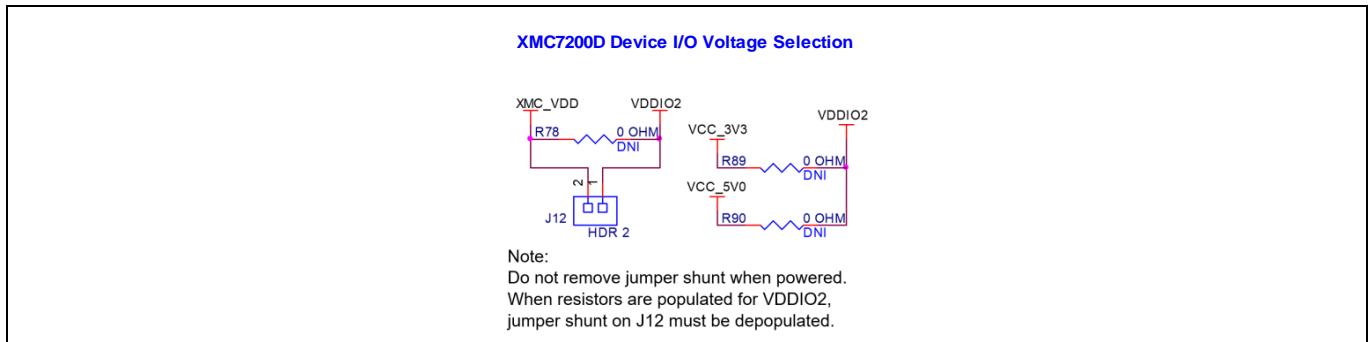 XMC7200D Device I/O Voltage Selection
XMC_VDD
VDDIO2
R78
0 OHM
DNI
2
1
J12
HDR 2
VCC_3V3
VDDIO2
R89
0 OHM
DNI
VCC_5V0
R90
0 OHM
DNI
Note:
Do not remove jumper shunt when powered.
When resistors are populated for VDDIO2,
jumper shunt on J12 must be depopulated.